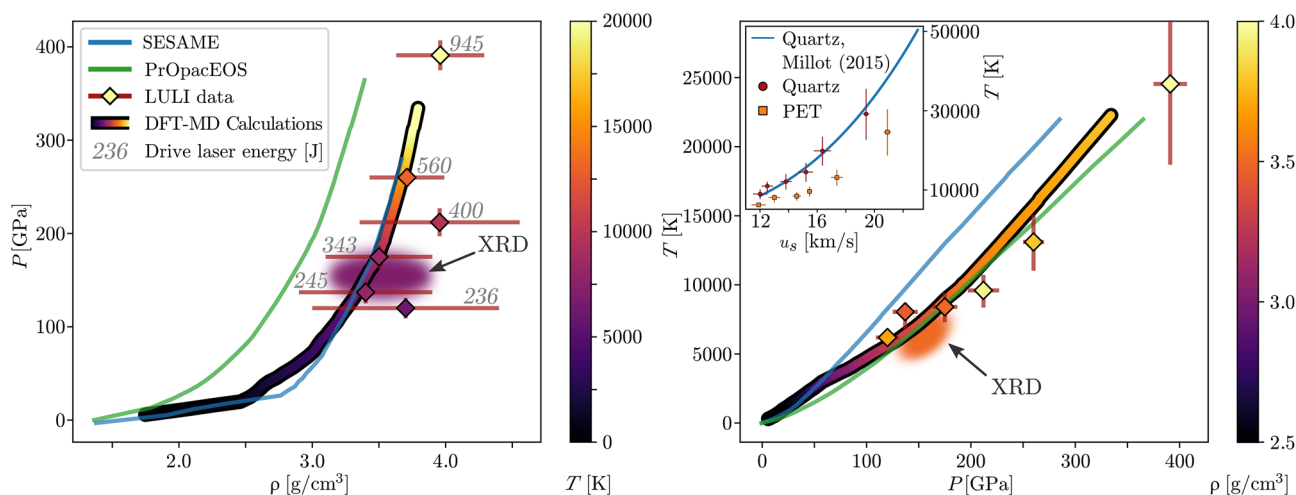 SESAME
PrOpacEOS
LULI data
DFT-MD Calculations
236 Drive laser energy [J]
945
560
400
343
245
236
XRD
400
300
200
100
0
P [GPa]
2.0 3.0 4.0
ρ [g/cm³]
20000
15000
10000
5000
0
T [K]
Quartz,
Millot (2015)
Quartz
PET
50000
30000
10000
T [K]
12 16 20
u_s [km/s]
XRD
25000
22000
15000
10000
5000
0
T [K]
0 100 200 300 400
P [GPa]
4.0
3.5
3.0
2.5
ρ [g/cm³]